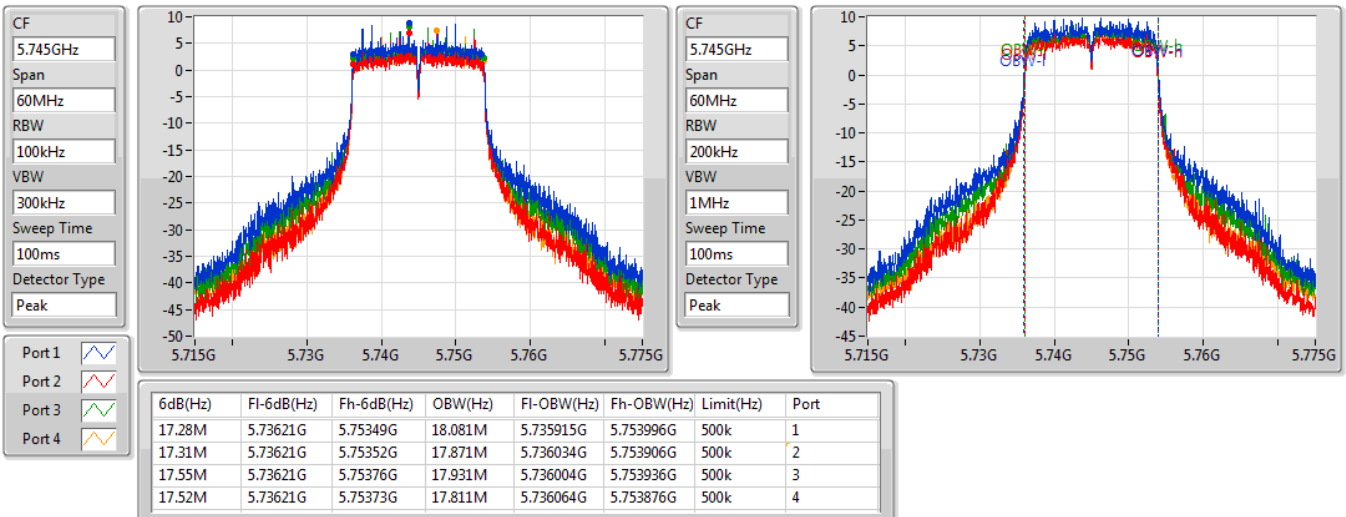 CF
5.745GHz
Span
60MHz
RBW
100kHz
VBW
300kHz
Sweep Time
100ms
Detector Type
Peak
10
5
0
-5
-10
-15
-20
-25
-30
-35
-40
-45
-50
5.715G 5.73G 5.74G 5.75G 5.76G 5.775G
CF
5.745GHz
Span
60MHz
RBW
200kHz
VBW
1MHz
Sweep Time
100ms
Detector Type
Peak
10
5
0
-5
-10
-15
-20
-25
-30
-35
-40
-45
OBW-l OBW-h
5.715G 5.73G 5.74G 5.75G 5.76G 5.775G
Port 1
Port 2
Port 3
Port 4
6dB(Hz) Fl-6dB(Hz) Fh-6dB(Hz) OBW(Hz) Fl-OBW(Hz) Fh-OBW(Hz) Limit(Hz) Port
17.28M 5.73621G 5.75349G 18.081M 5.735915G 5.753996G 500k 1
17.31M 5.73621G 5.75352G 17.871M 5.736034G 5.753906G 500k 2
17.55M 5.73621G 5.75376G 17.931M 5.736004G 5.753936G 500k 3
17.52M 5.73621G 5.75373G 17.811M 5.736064G 5.753876G 500k 4